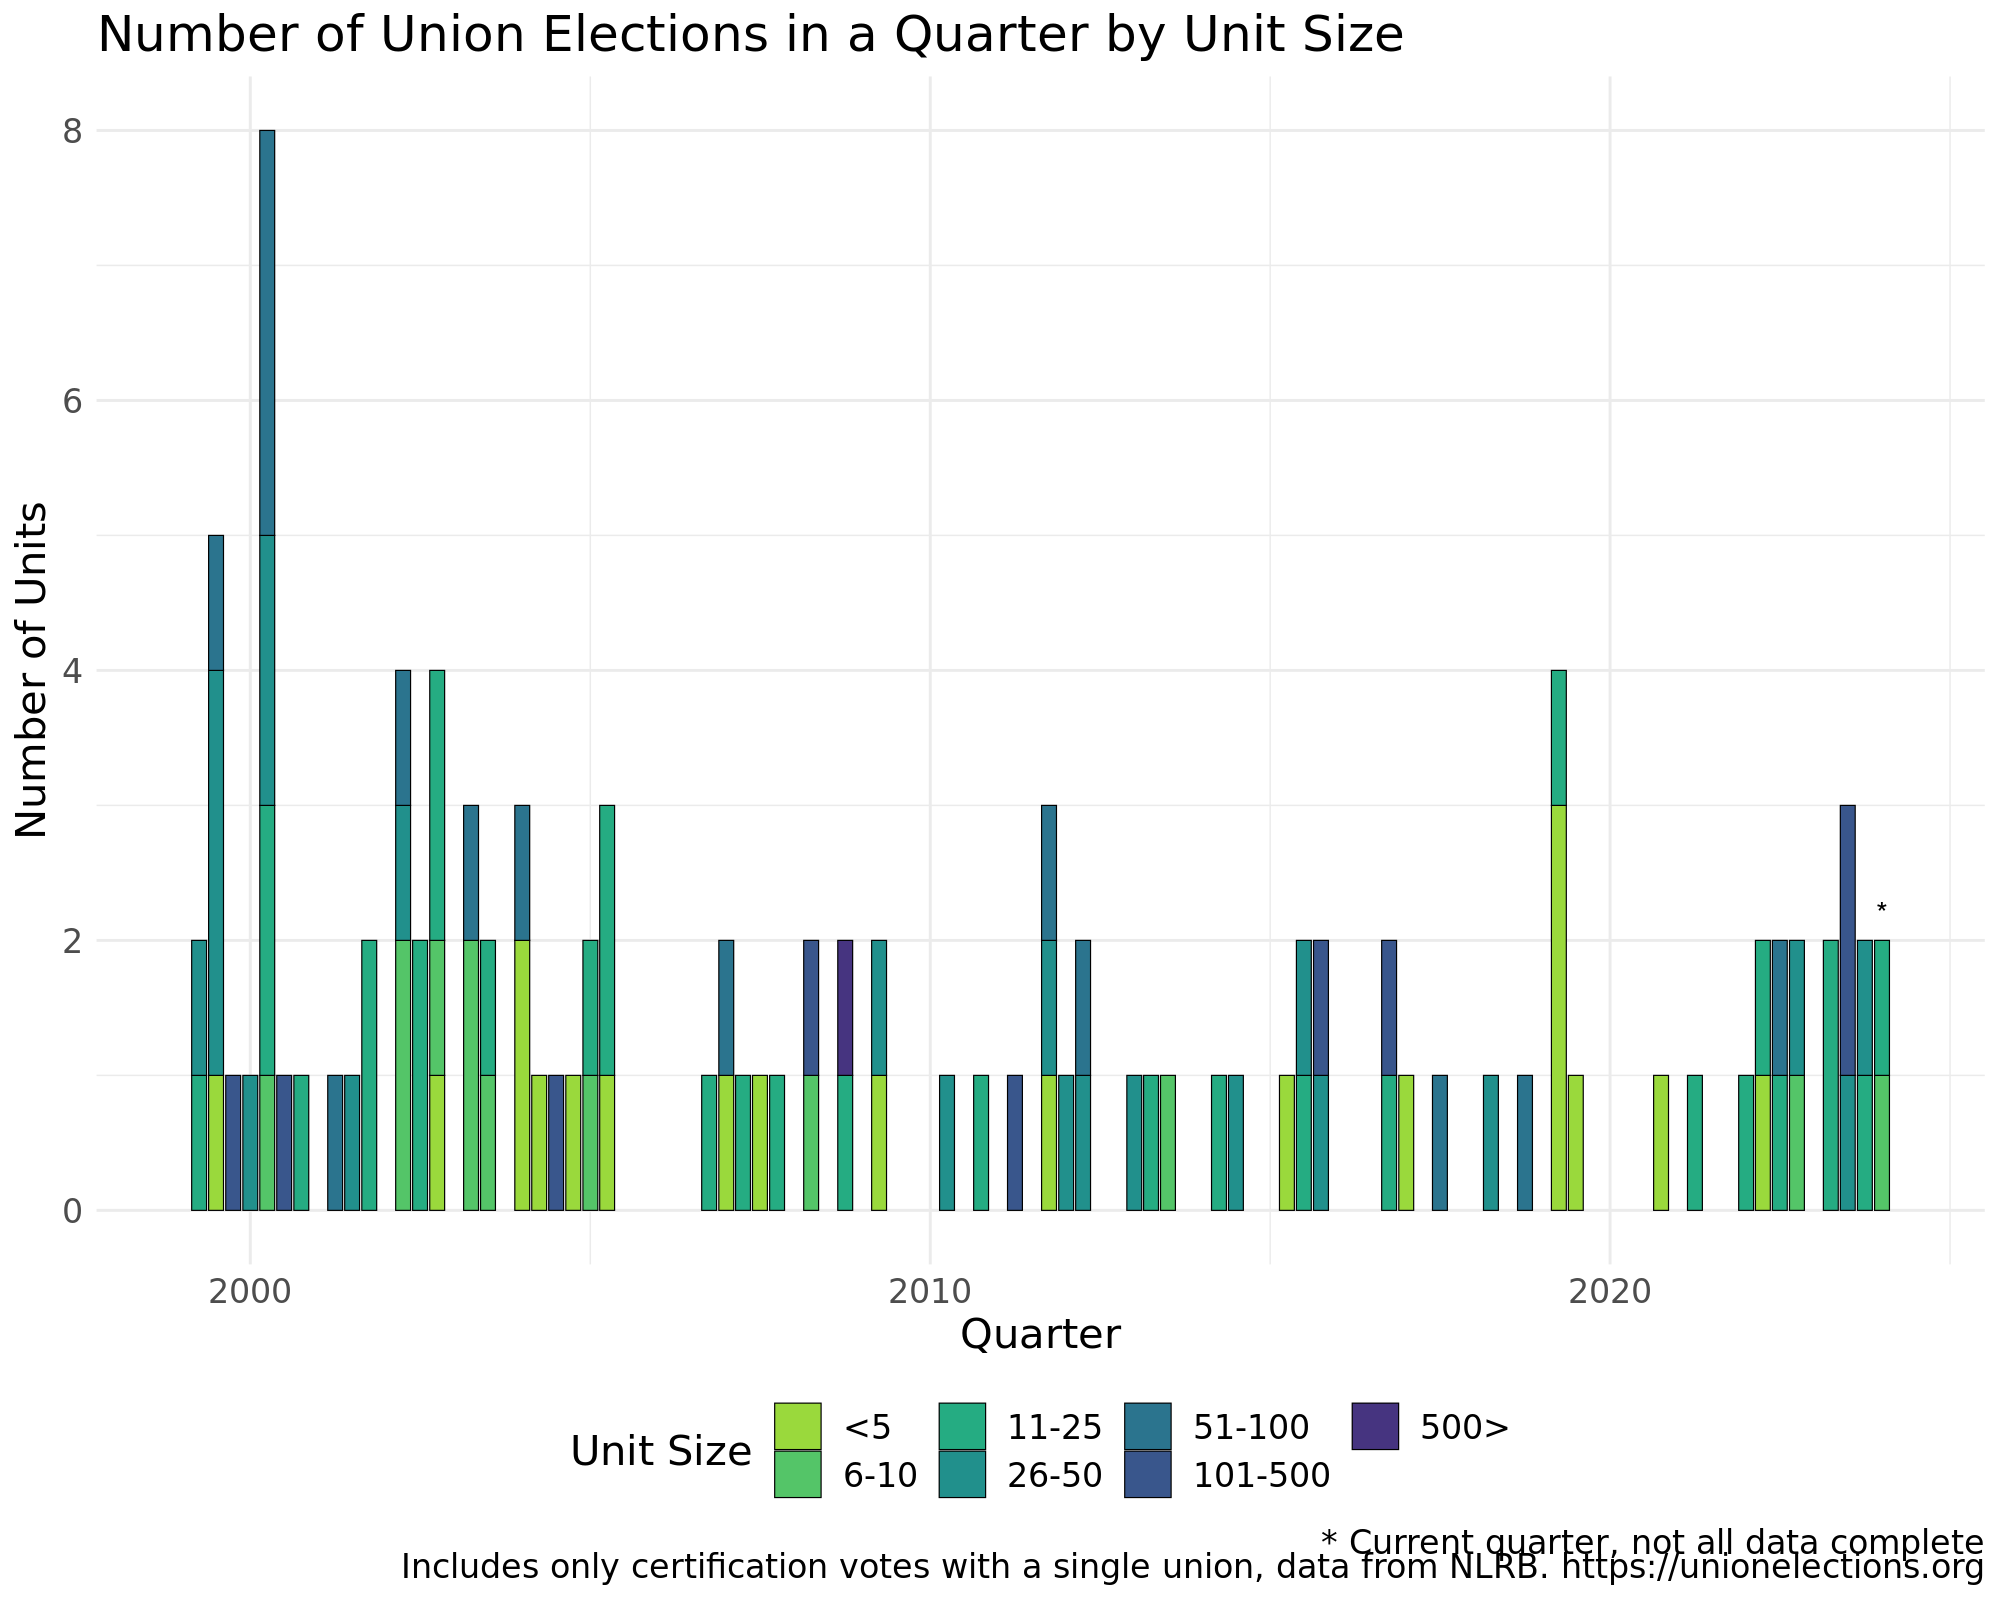 Number of Union Elections in a Quarter by Unit Size
Number of Units
8
6
4
2
0
*
2000 2010 2020
Quarter
Unit Size
<5 11-25 51-100 500>
6-10 26-50 101-500
* Current quarter, not all data complete
Includes only certification votes with a single union, data from NLRB. https://unionelections.org